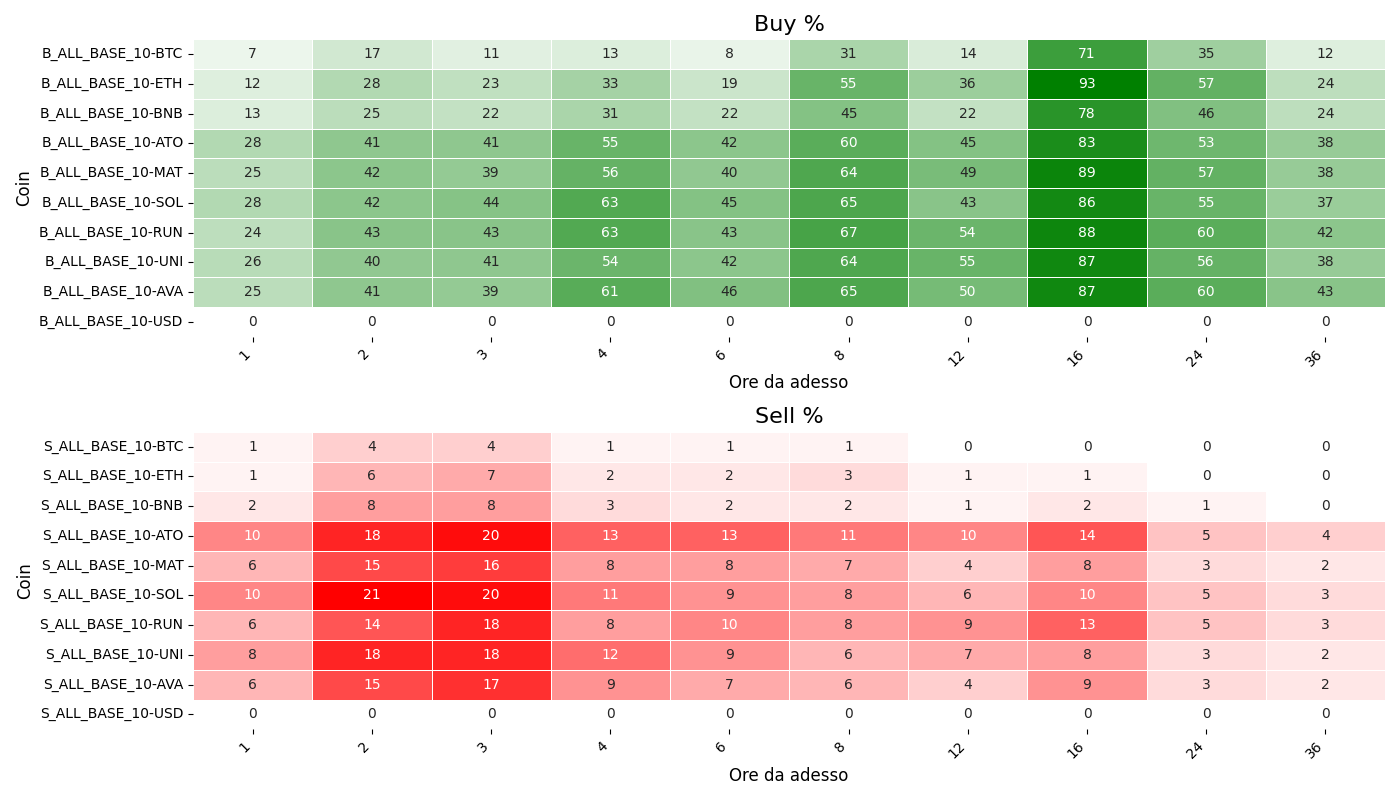 Buy %
Coin
B_ALL_BASE_10-BTC 7 17 11 13 8 31 14 71 35 12
B_ALL_BASE_10-ETH 12 28 23 33 19 55 36 93 57 24
B_ALL_BASE_10-BNB 13 25 22 31 22 45 22 78 46 24
B_ALL_BASE_10-ATO 28 41 41 55 42 60 45 83 53 38
B_ALL_BASE_10-MAT 25 42 39 56 40 64 49 89 57 38
B_ALL_BASE_10-SOL 28 42 44 63 45 65 43 86 55 37
B_ALL_BASE_10-RUN 24 43 43 63 43 67 54 88 60 42
B_ALL_BASE_10-UNI 26 40 41 54 42 64 55 87 56 38
B_ALL_BASE_10-AVA 25 41 39 61 46 65 50 87 60 43
B_ALL_BASE_10-USD 0 0 0 0 0 0 0 0 0 0
1 2 3 4 6 8 12 16 24 36
Ore da adesso
Sell %
Coin
S_ALL_BASE_10-BTC 1 4 4 1 1 1 0 0 0 0
S_ALL_BASE_10-ETH 1 6 7 2 2 3 1 1 0 0
S_ALL_BASE_10-BNB 2 8 8 3 2 2 1 2 1 0
S_ALL_BASE_10-ATO 10 18 20 13 13 11 10 14 5 4
S_ALL_BASE_10-MAT 6 15 16 8 8 7 4 8 3 2
S_ALL_BASE_10-SOL 10 21 20 11 9 8 6 10 5 3
S_ALL_BASE_10-RUN 6 14 18 8 10 8 9 13 5 3
S_ALL_BASE_10-UNI 8 18 18 12 9 6 7 8 3 2
S_ALL_BASE_10-AVA 6 15 17 9 7 6 4 9 3 2
S_ALL_BASE_10-USD 0 0 0 0 0 0 0 0 0 0
1 2 3 4 6 8 12 16 24 36
Ore da adesso